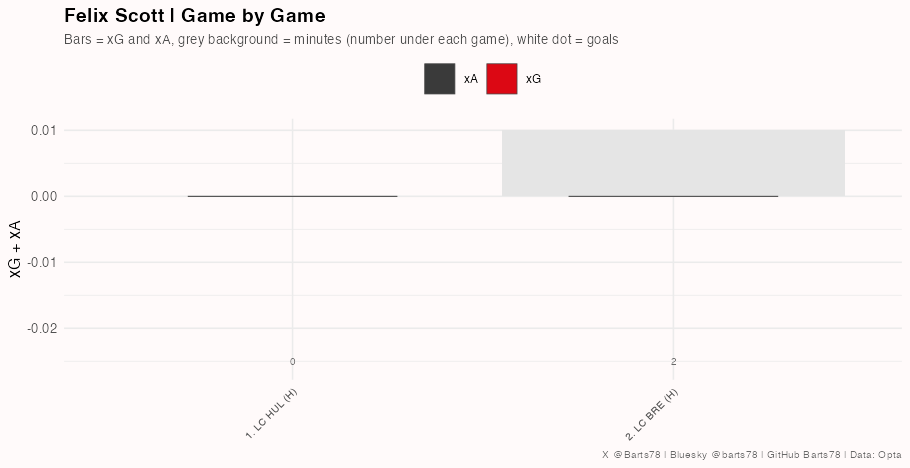 Felix Scott | Game by Game
Bars = xG and xA, grey background = minutes (number under each game), white dot = goals
xA xG
0.01
0.00
-0.01
-0.02
xG + xA
0 2
1. LC HUL (H) 2. LC BRE (H)
X @Barts78 | Bluesky @barts78 | GitHub Barts78 | Data: Opta